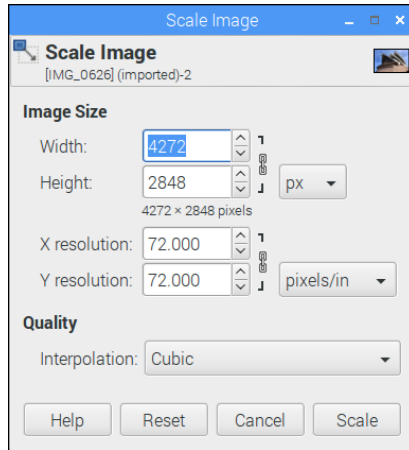 Scale Image
Scale Image
[IMG_0626] (imported)-2
Image Size
Width: 4272
Height: 2848 px
4272 × 2848 pixels
X resolution: 72.000
Y resolution: 72.000 pixels/in
Quality
Interpolation: Cubic
Help Reset Cancel Scale